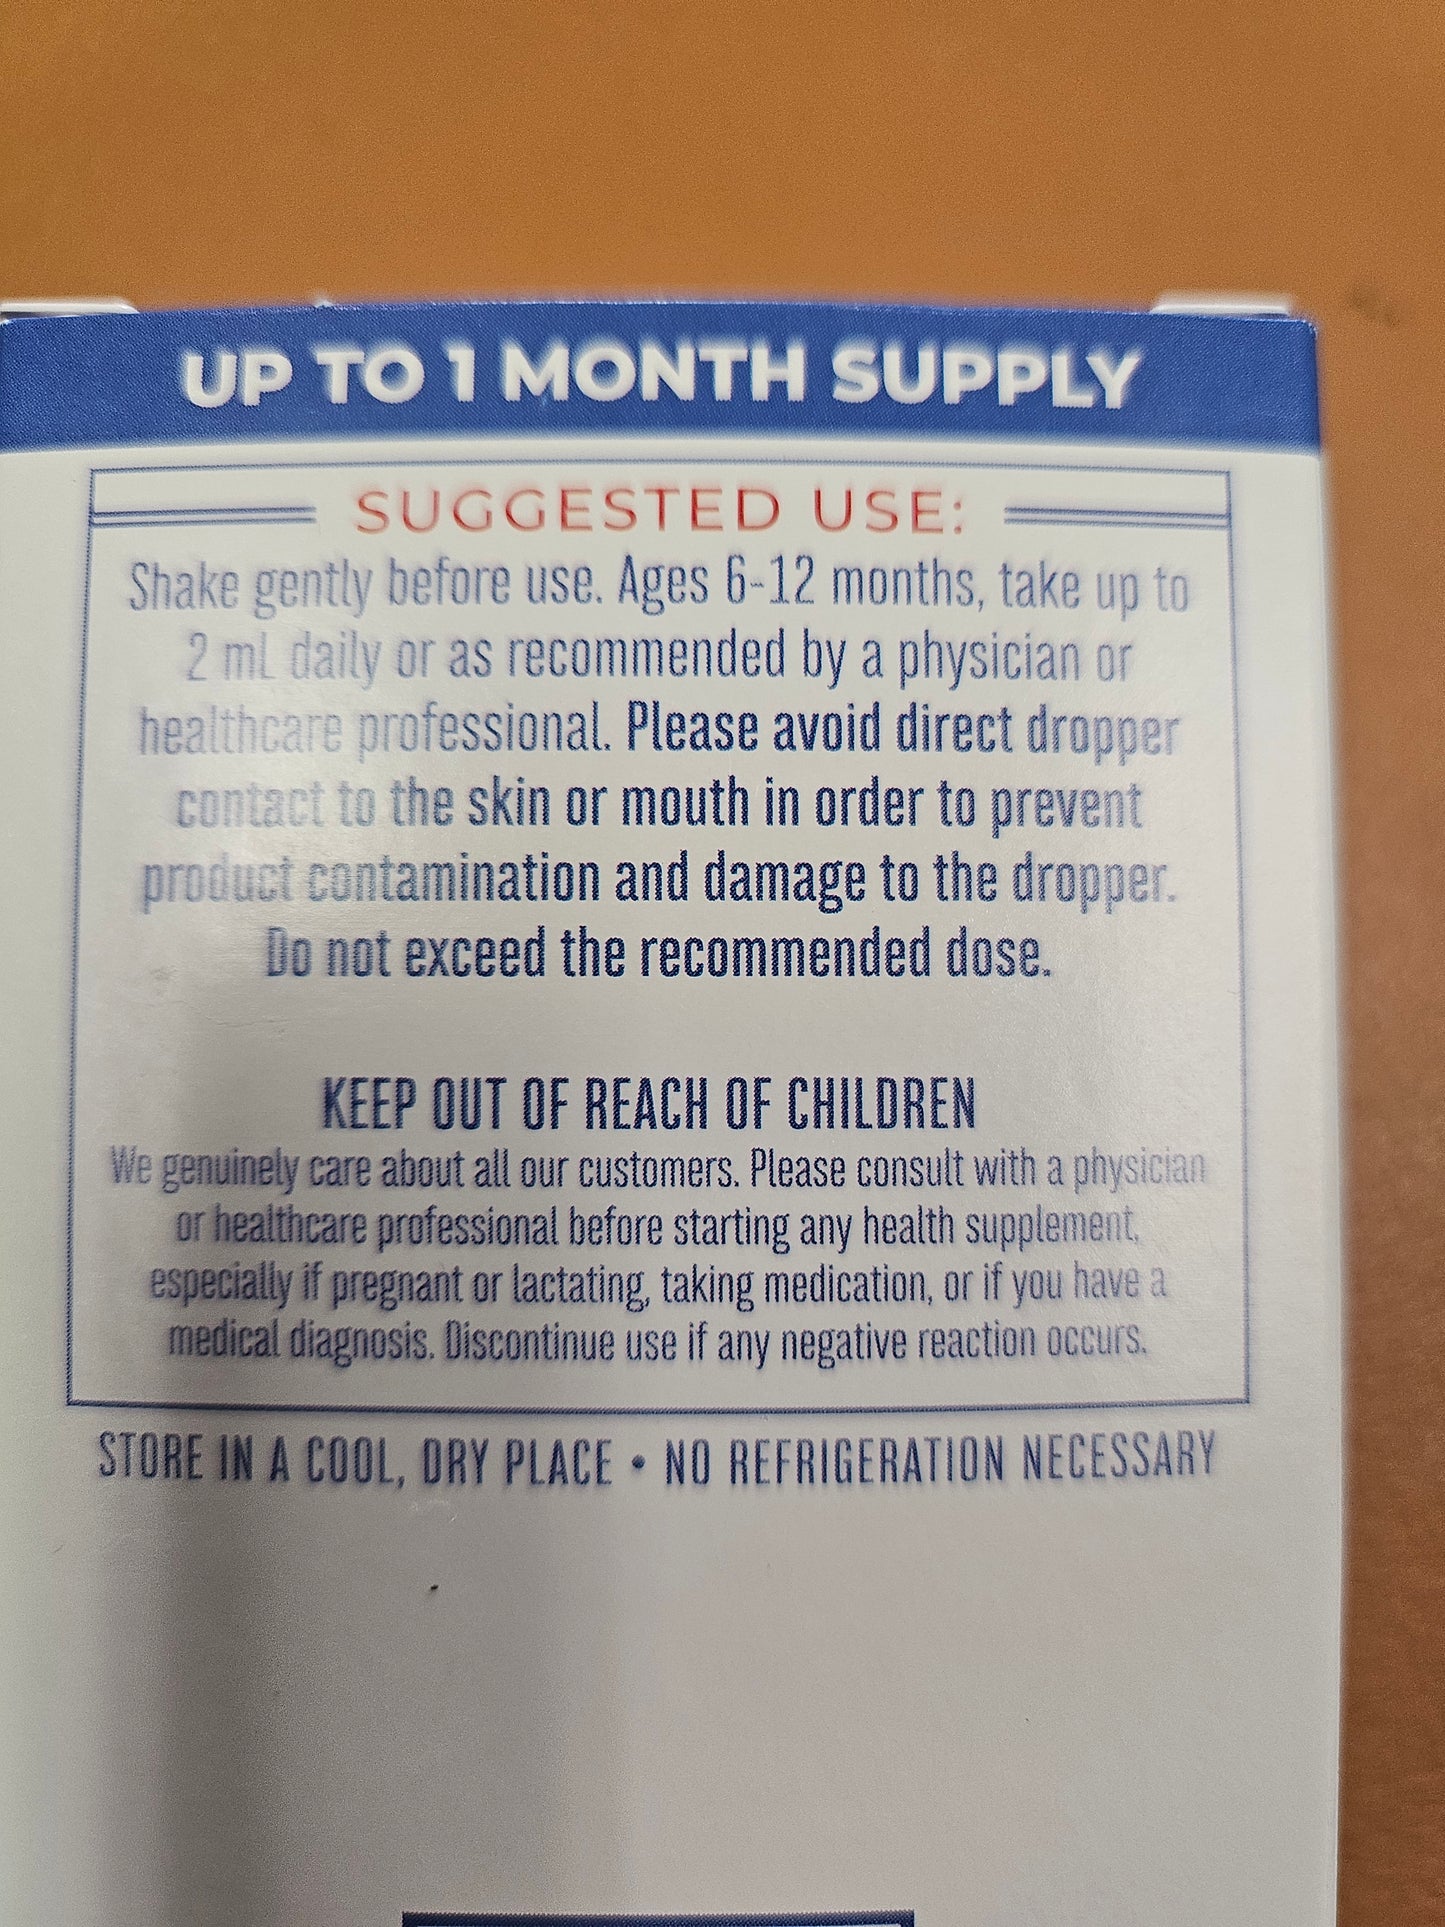 UP TO 1 MONTH SUPPLY
SUGGESTED USE:
Shake gently before use. Ages 6-12 months, take up to
2 mL daily or as recommended by a physician or
healthcare professional. Please avoid direct dropper
contact to the skin or mouth in order to prevent
product contamination and damage to the dropper.
Do not exceed the recommended dose.
KEEP OUT OF REACH OF CHILDREN
We genuinely care about all our customers. Please consult with a physician
or healthcare professional before starting any health supplement,
especially if pregnant or lactating, taking medication, or if you have a
medical diagnosis. Discontinue use if any negative reaction occurs.
STORE IN A COOL, DRY PLACE • NO REFRIGERATION NECESSARY